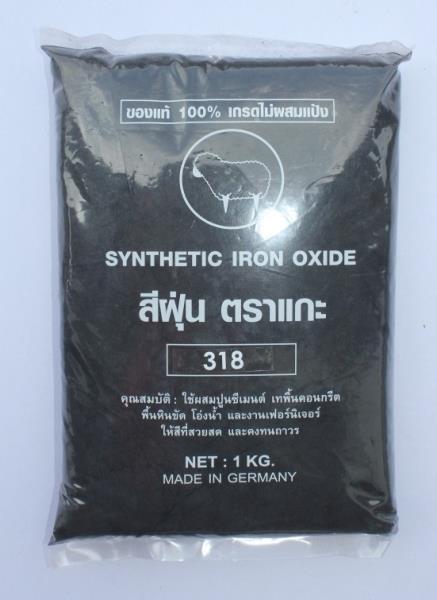 ของแท้ 100% เกรดไม่ผสมแป้ง
SYNTHETIC IRON OXIDE
สีฝุ่น ตราแกะ
318
คุณสมบัติ : ใช้ผสมปูนซีเมนต์ เทพื้นคอนกรีต
พื้นหินขัด โอ่งน้ำ และงานเฟอร์นิเจอร์
ให้สีที่สวยสด และคงทนถาวร
NET : 1 KG.
MADE IN GERMANY